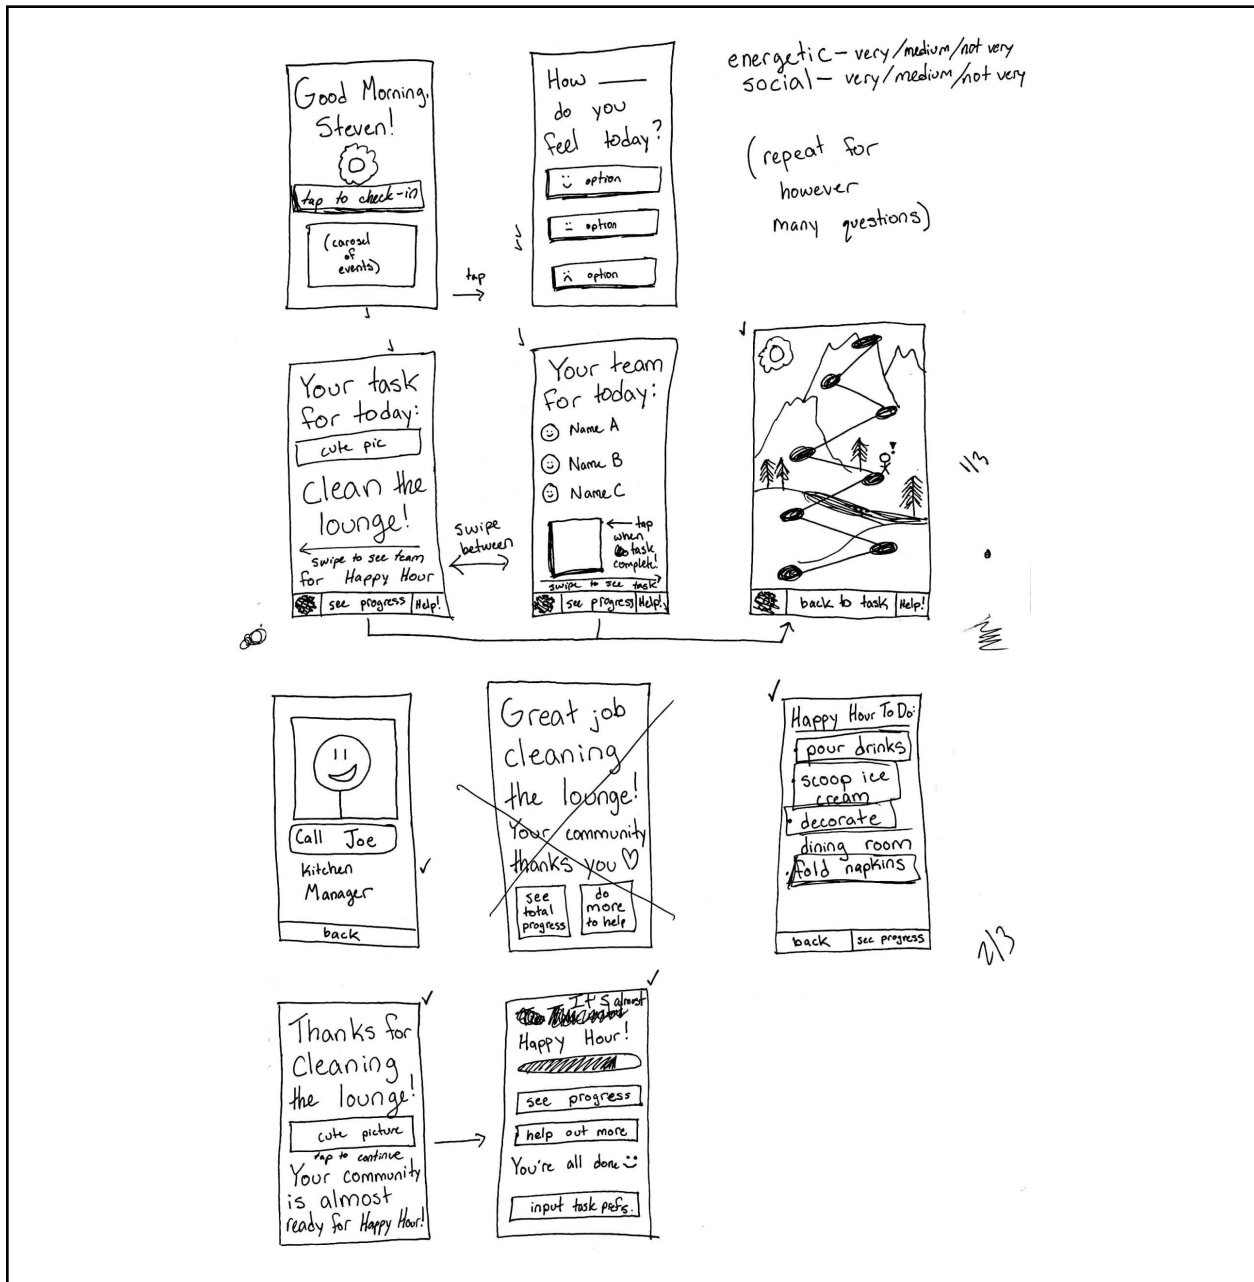 Good Morning,
Steven!
tap to check-in
(carosel
of
events)
tap
How ____
do you
feel today?
option
option
option
energetic - very/medium/not very
social - very/medium/not very
(repeat for
however
many questions)
Your task
for today:
cute pic
Clean the
lounge!
swipe to see team
for Happy Hour
see progress
Help!
swipe
between
Your team
for today:
Name A
Name B
Name C
tap
when
task
complete!
swipe to see task
see progress
Help!
!
back to task
Help!
1/3
Call Joe
Kitchen
Manager
back
Great job
cleaning
the lounge!
Your community
thanks you ♡
see
total
progress
do
more
to help
Happy Hour To Do:
• pour drinks
• scoop ice
cream
• decorate
dining room
• fold napkins
back
see progress
2/3
Thanks for
Cleaning
the lounge!
cute picture
tap to continue
Your community
is almost
ready for Happy Hour!
It's almost
Happy Hour!
see progress
help out more
You're all done
input task prefs.